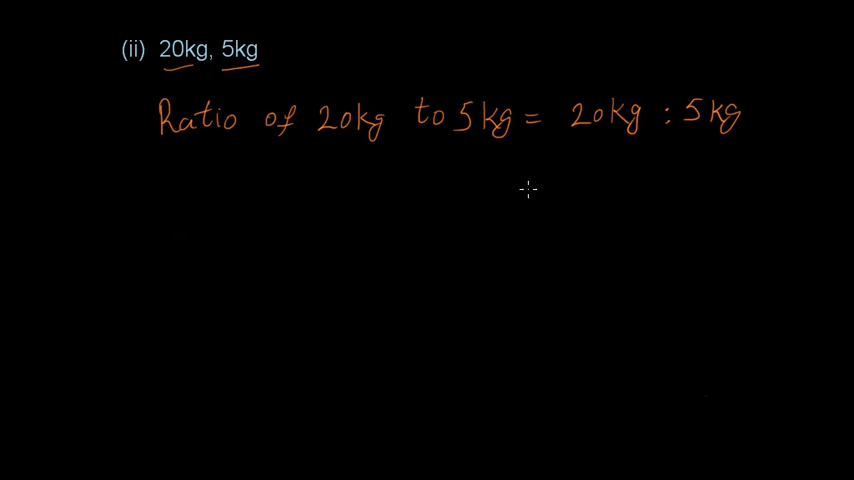 (ii) 20kg, 5kg
Ratio of 20kg to 5kg = 20kg : 5kg